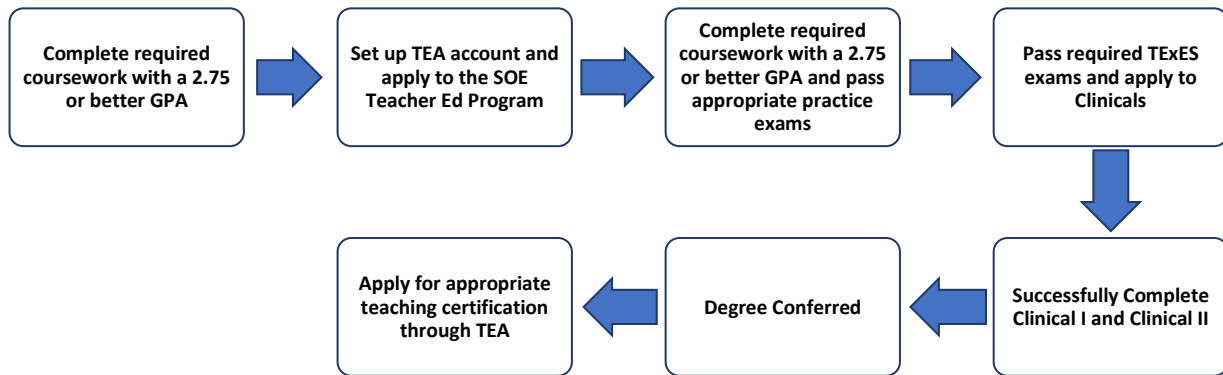 Complete required
coursework with a 2.75
or better GPA
Set up TEA account and
apply to the SOE
Teacher Ed Program
Complete required
coursework with a 2.75
or better GPA and pass
appropriate practice
exams
Pass required TExES
exams and apply to
Clinicals
Successfully Complete
Clinical I and Clinical II
Degree Conferred
Apply for appropriate
teaching certification
through TEA